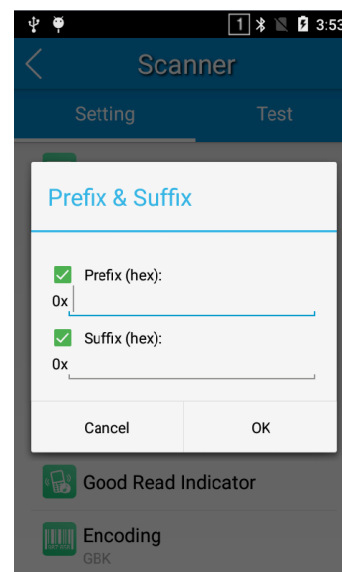 1 3:53
Scanner
Setting Test
Prefix & Suffix
Prefix (hex):
0x
Suffix (hex):
0x
Cancel OK
Good Read Indicator
Encoding
GBK